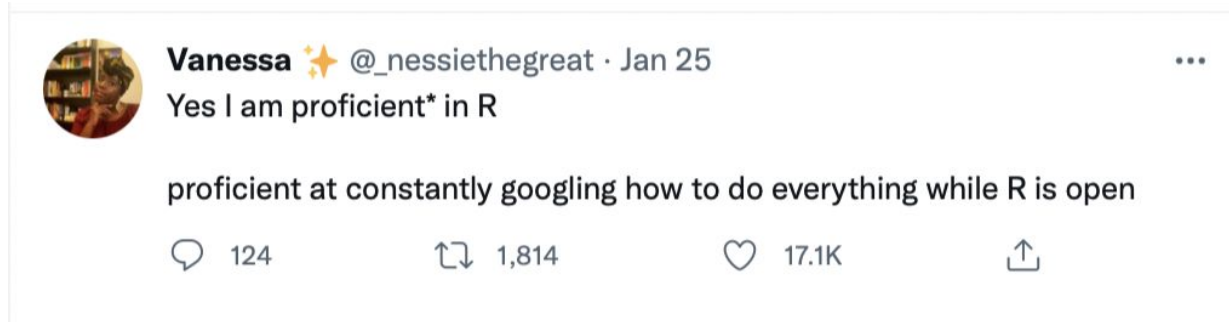 Vanessa ✨ @_nessiethegreat · Jan 25
Yes I am proficient* in R
proficient at constantly googling how to do everything while R is open
124 1,814 17.1K